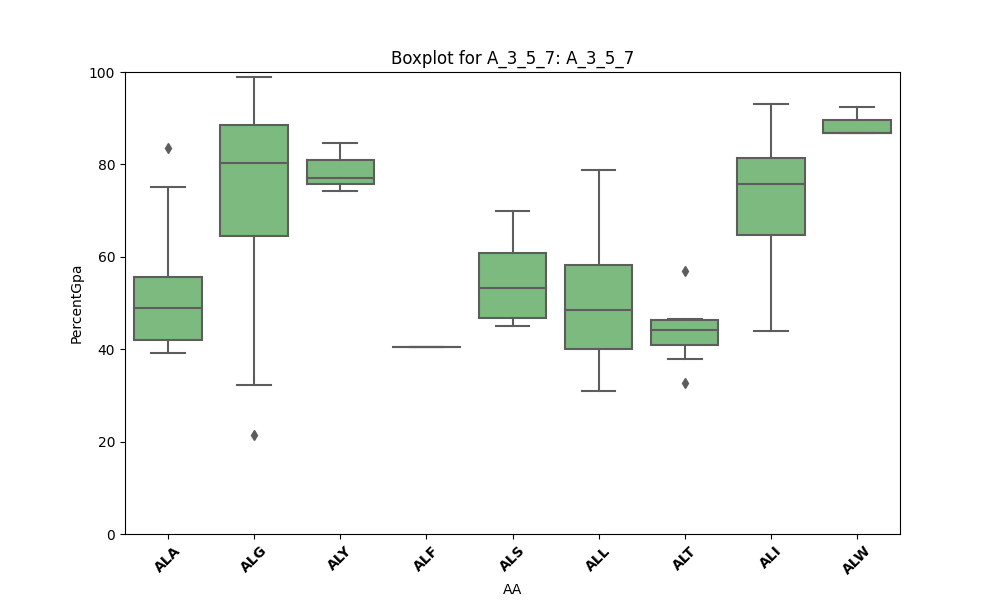 Boxplot for A_3_5_7: A_3_5_7
PercentGpa
100
80
60
40
20
0
ALA
ALG
ALY
ALF
ALS
ALL
ALT
ALI
ALW
AA